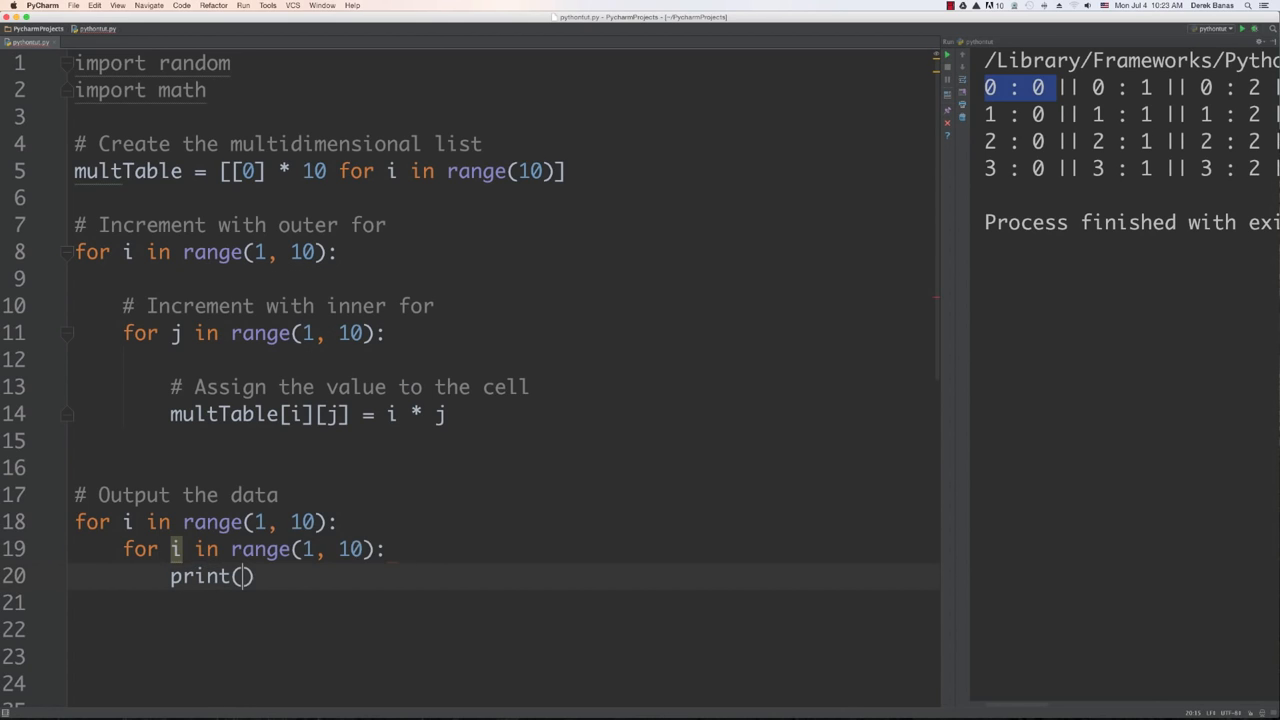 PyCharm File Edit View Navigate Code Refactor Run Tools VCS Window Help
10 Mon Jul 4 10:23 AM Derek Banas
pythontut.py - PycharmProjects - [~/PycharmProjects]
PycharmProjects pythontut.py
pythontut
pythontut.py
Run: pythontut
1 import random
2 import math
3
4 # Create the multidimensional list
5 multTable = [[0] * 10 for i in range(10)]
6
7 # Increment with outer for
8 for i in range(1, 10):
9
10 # Increment with inner for
11 for j in range(1, 10):
12
13 # Assign the value to the cell
14 multTable[i][j] = i * j
15
16
17 # Output the data
18 for i in range(1, 10):
19 for i in range(1, 10):
20 print()
21
22
23
24
/Library/Frameworks/Pytho
0 : 0 || 0 : 1 || 0 : 2 |
1 : 0 || 1 : 1 || 1 : 2 |
2 : 0 || 2 : 1 || 2 : 2 |
3 : 0 || 3 : 1 || 3 : 2 |
Process finished with exi
20:15 LF‡ UTF-8‡